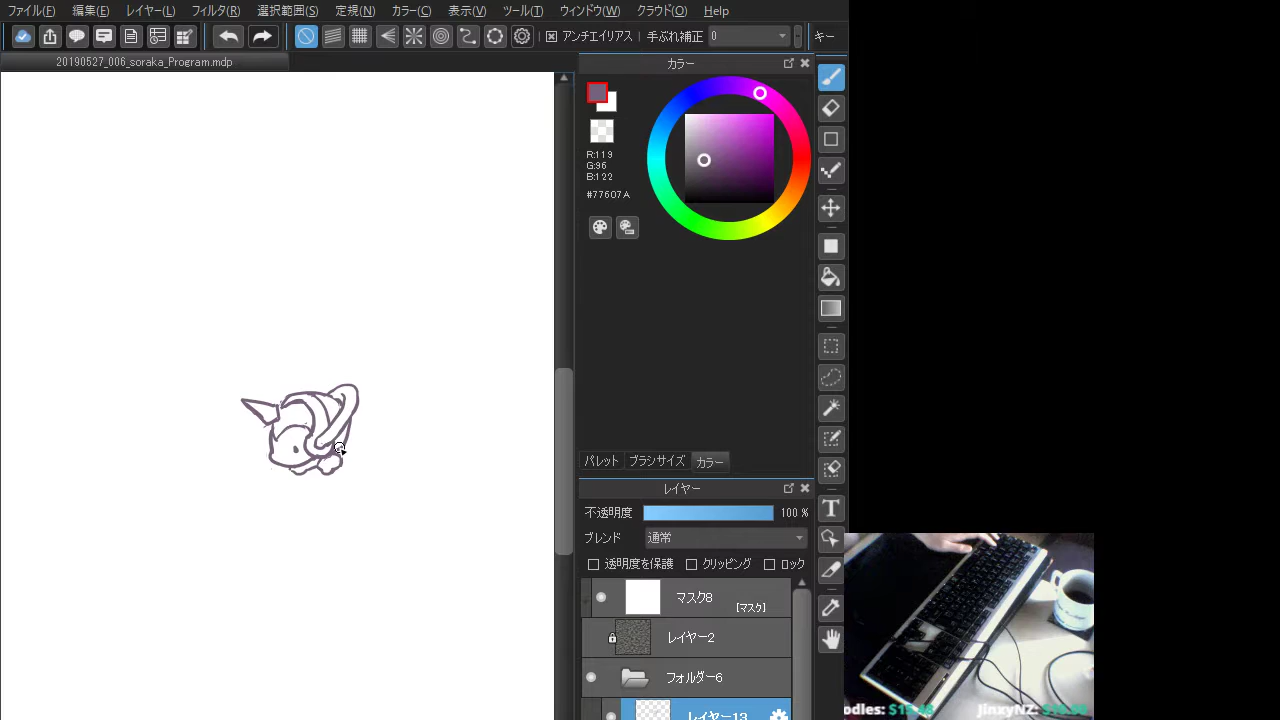 ファイル(F) 編集(E) レイヤー(L) フィルタ(R) 選択範囲(S) 定規(N) カラー(C) 表示(V) ツール(T) ウィンドウ(W) クラウド(O) Help
アンチエイリアス 手ぶれ補正 0 キー
20190527_006_soraka_Program.mdp
カラー
R:119
G:96
B:122
#77607A
パレット ブラシサイズ カラー
レイヤー
不透明度 100 %
ブレンド 通常
透明度を保護 クリッピング ロック
マスク8
[マスク]
レイヤー2
フォルダー6
レイヤー13
T
odles: JinxyNZ: